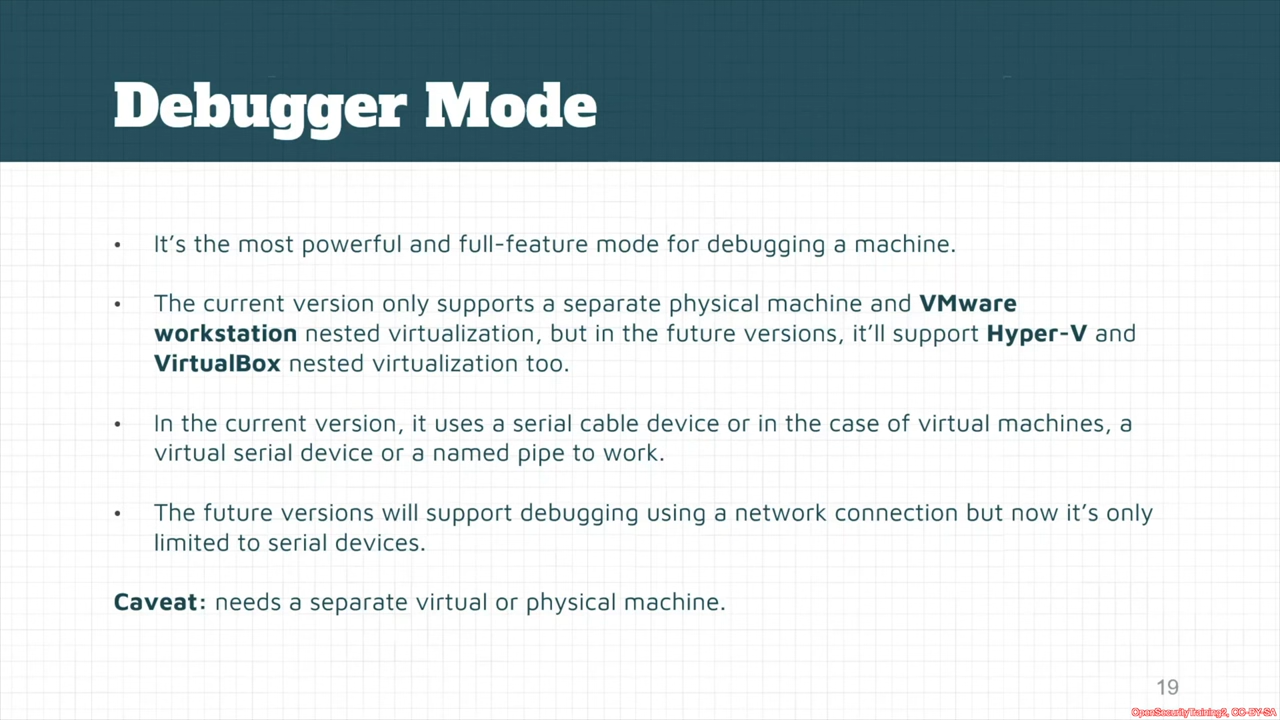 Debugger Mode
• It’s the most powerful and full-feature mode for debugging a machine.
• The current version only supports a separate physical machine and VMware
workstation nested virtualization, but in the future versions, it’ll support Hyper-V and
VirtualBox nested virtualization too.
• In the current version, it uses a serial cable device or in the case of virtual machines, a
virtual serial device or a named pipe to work.
• The future versions will support debugging using a network connection but now it’s only
limited to serial devices.
Caveat: needs a separate virtual or physical machine.
19
OpenSecurityTraining2, CC-BY-SA